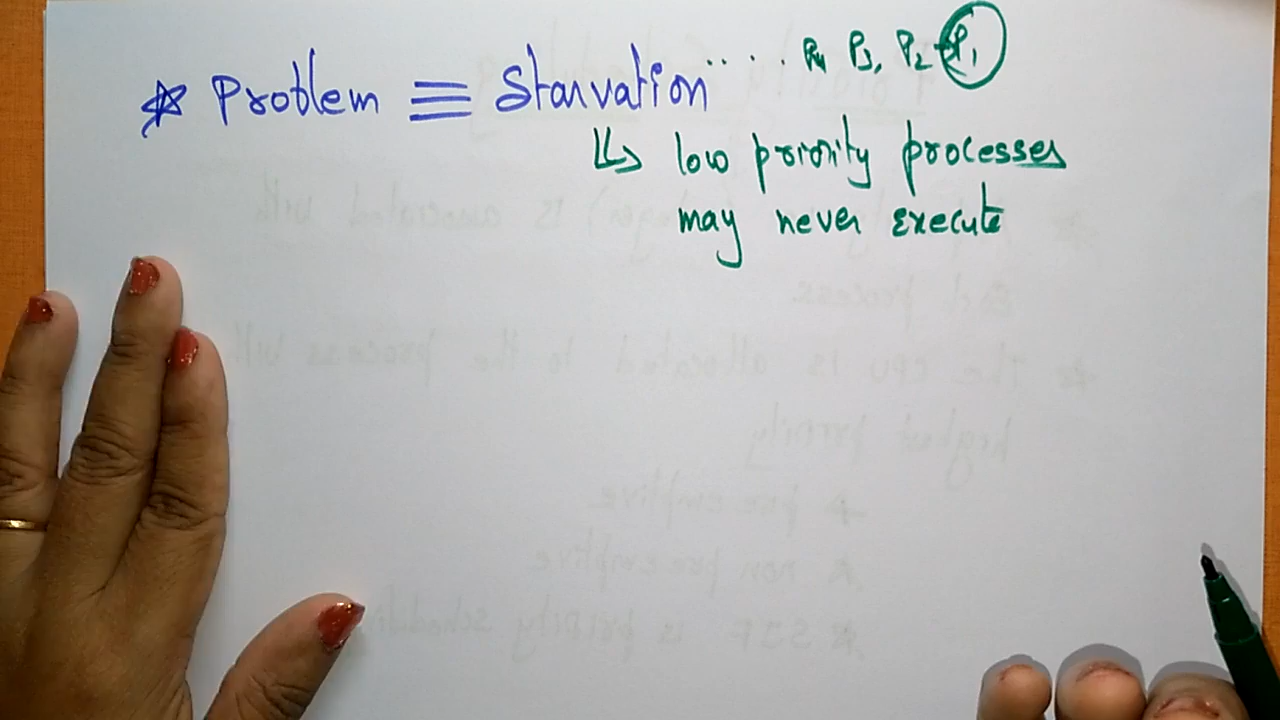 .... P4 P3, P2 P1
* Problem ≡ Starvation
↳ low priority processes
may never execute